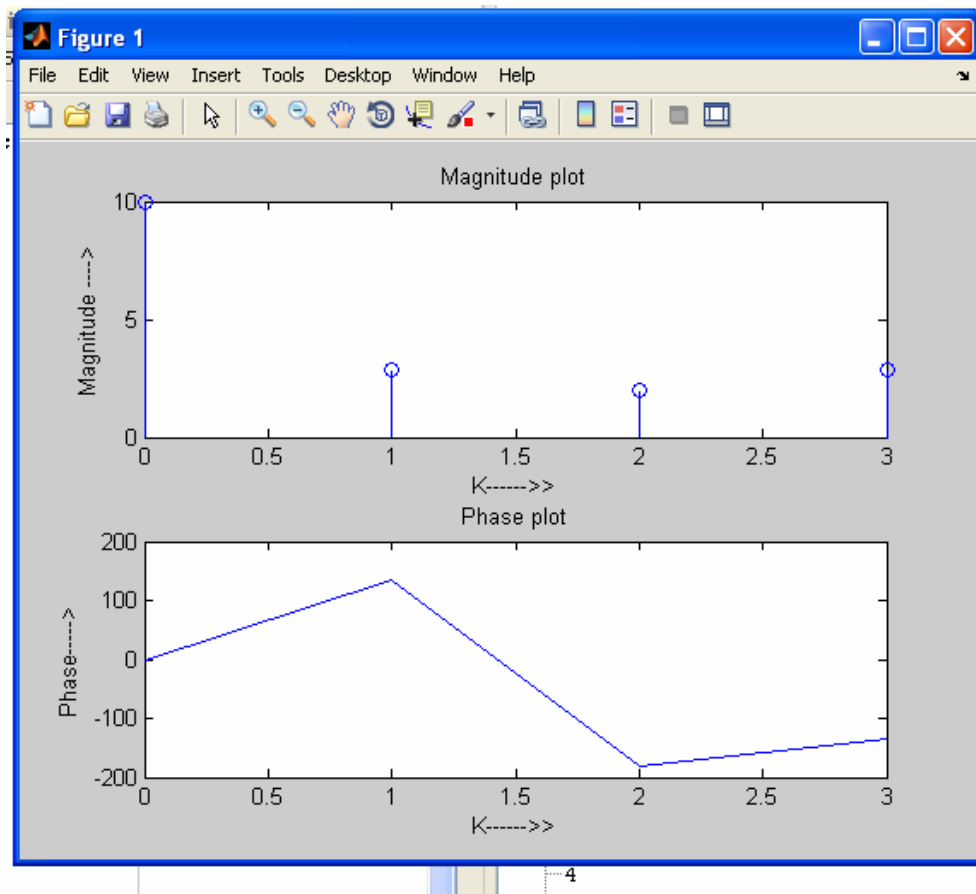 Figure 1
File Edit View Insert Tools Desktop Window Help
Magnitude plot
Magnitude ---->
10
5
0
0 0.5 1 1.5 2 2.5 3
K------>>
Phase plot
Phase----->
200
100
0
-100
-200
0 0.5 1 1.5 2 2.5 3
K------>>
4